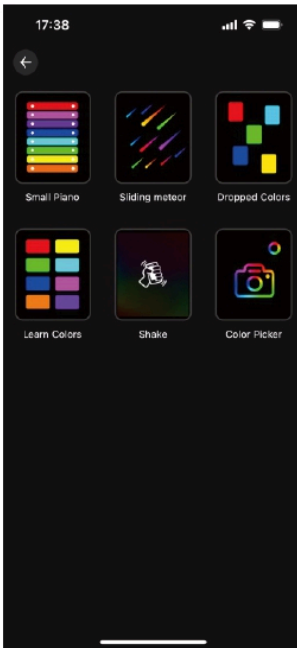 17:38
Small Piano
Sliding meteor
Dropped Colors
Learn Colors
Shake
Color Picker